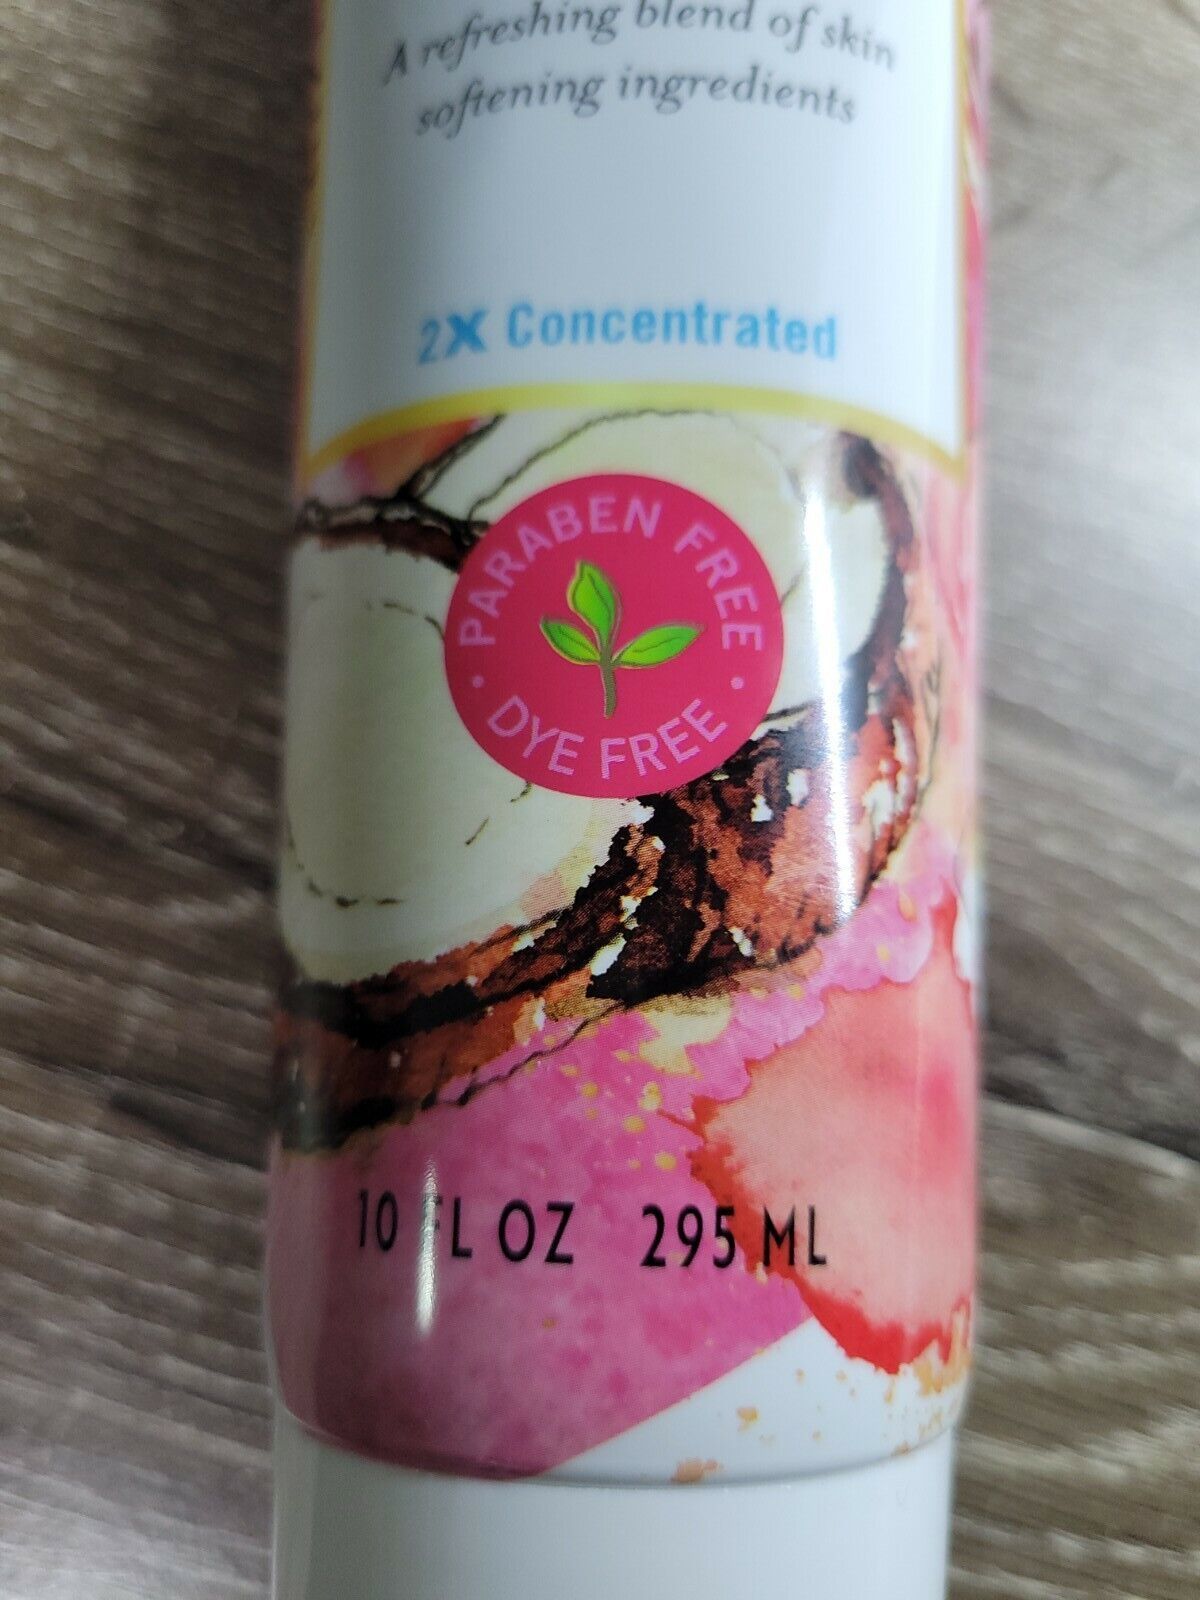 A refreshing blend of skin
softening ingredients
2X Concentrated
PARABEN FREE
• DYE FREE •
10 FL OZ 295 ML